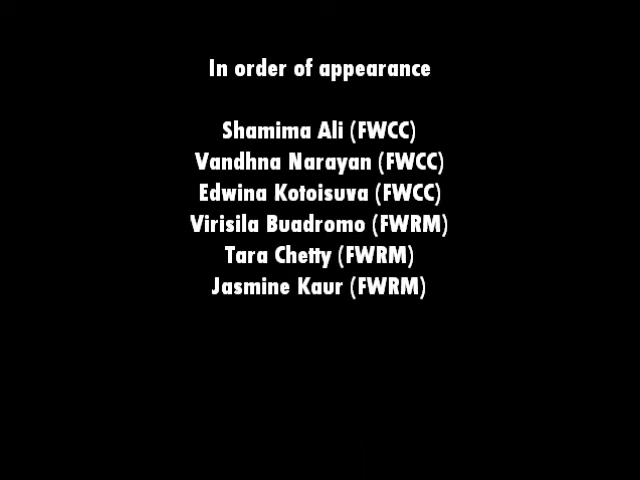 In order of appearance
Shamima Ali (FWCC)
Vandhna Narayan (FWCC)
Edwina Kotoisuva (FWCC)
Virisila Buadromo (FWRM)
Tara Chetty (FWRM)
Jasmine Kaur (FWRM)